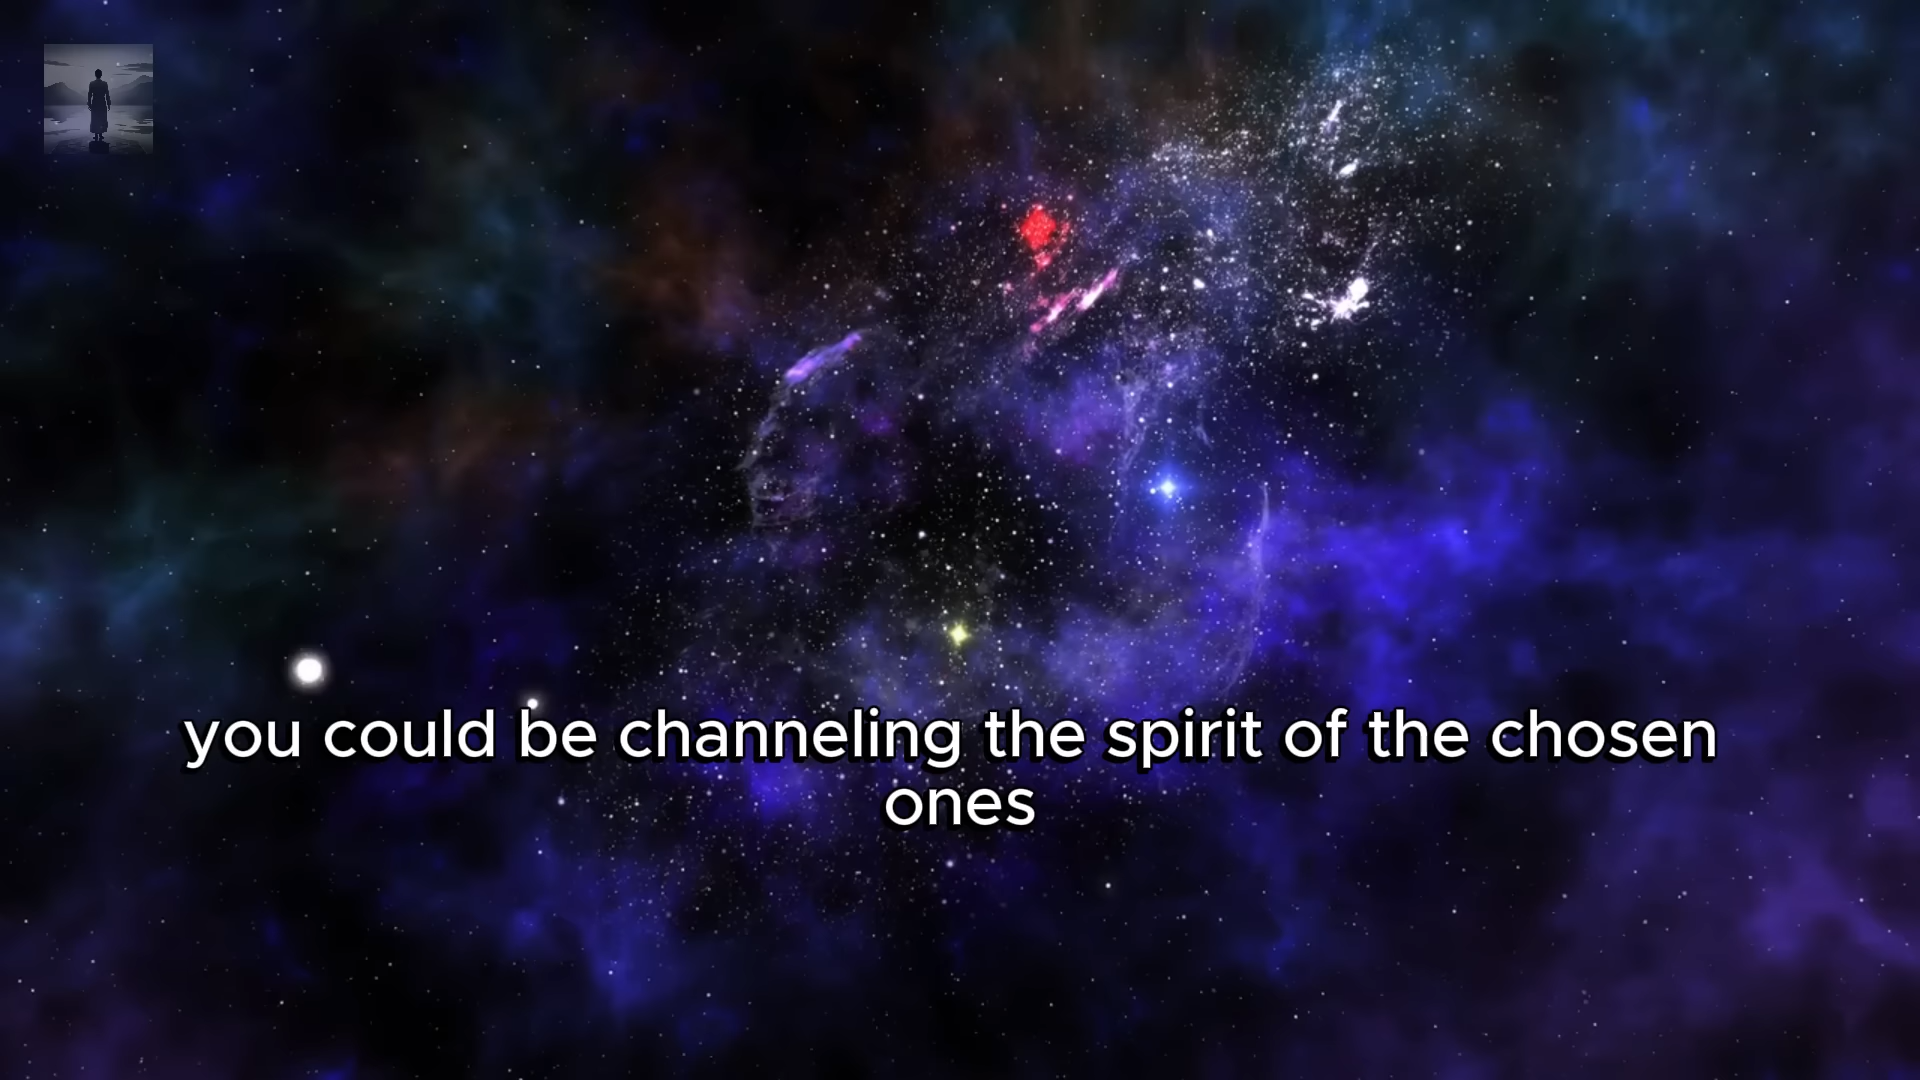 you could be channeling the spirit of the chosen
ones